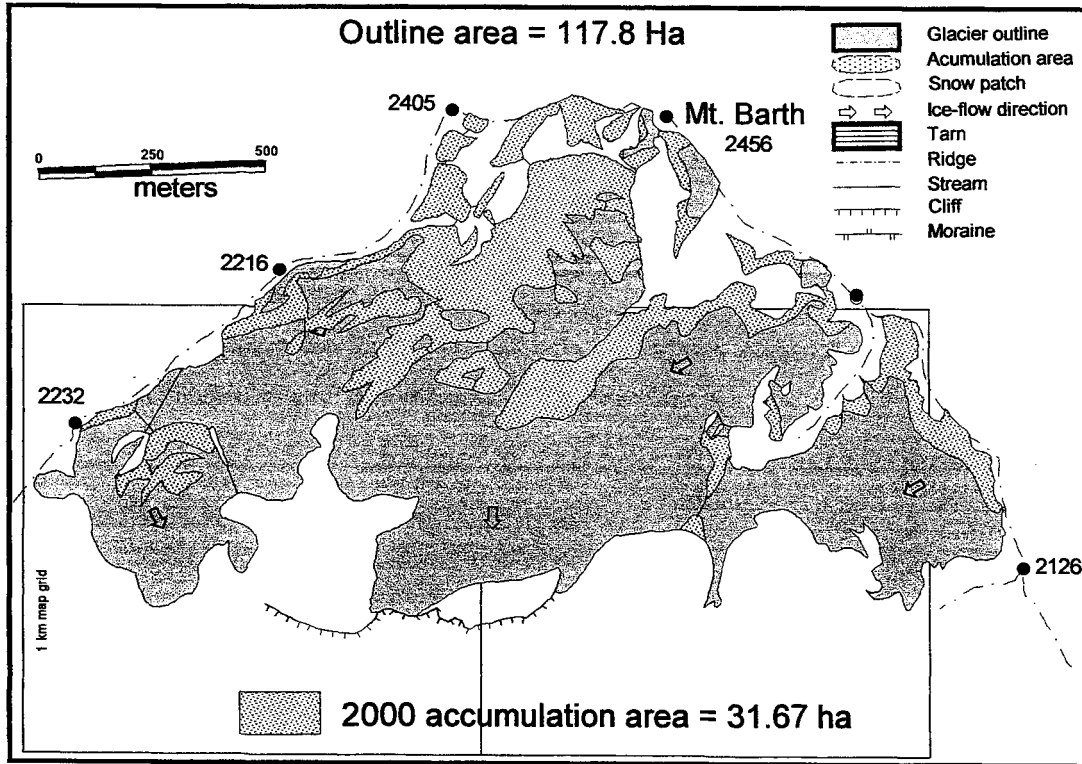 Outline area = 117.8 Ha
Glacier outline
Acumulation area
Snow patch
Ice-flow direction
Tarn
Ridge
Stream
Cliff
Moraine
2405
Mt. Barth
2456
0 250 500
meters
2216
2232
2126
1 km map grid
2000 accumulation area = 31.67 ha